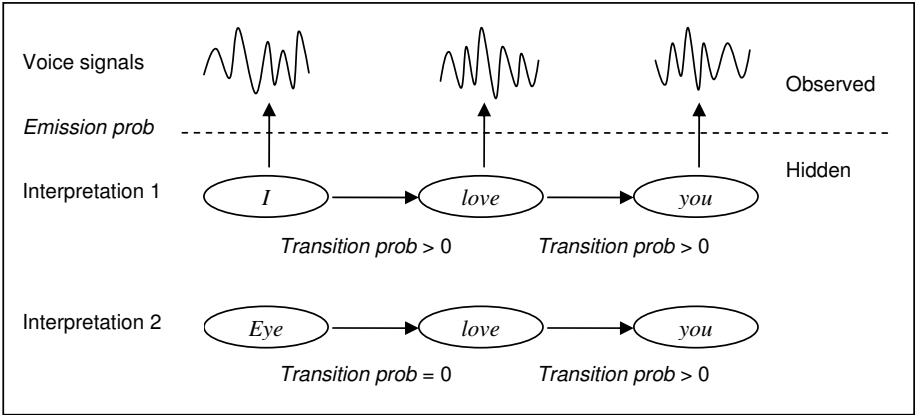 Voice signals
Observed
Emission prob
Hidden
Interpretation 1
I love you
Transition prob > 0 Transition prob > 0
Interpretation 2
Eye love you
Transition prob = 0 Transition prob > 0